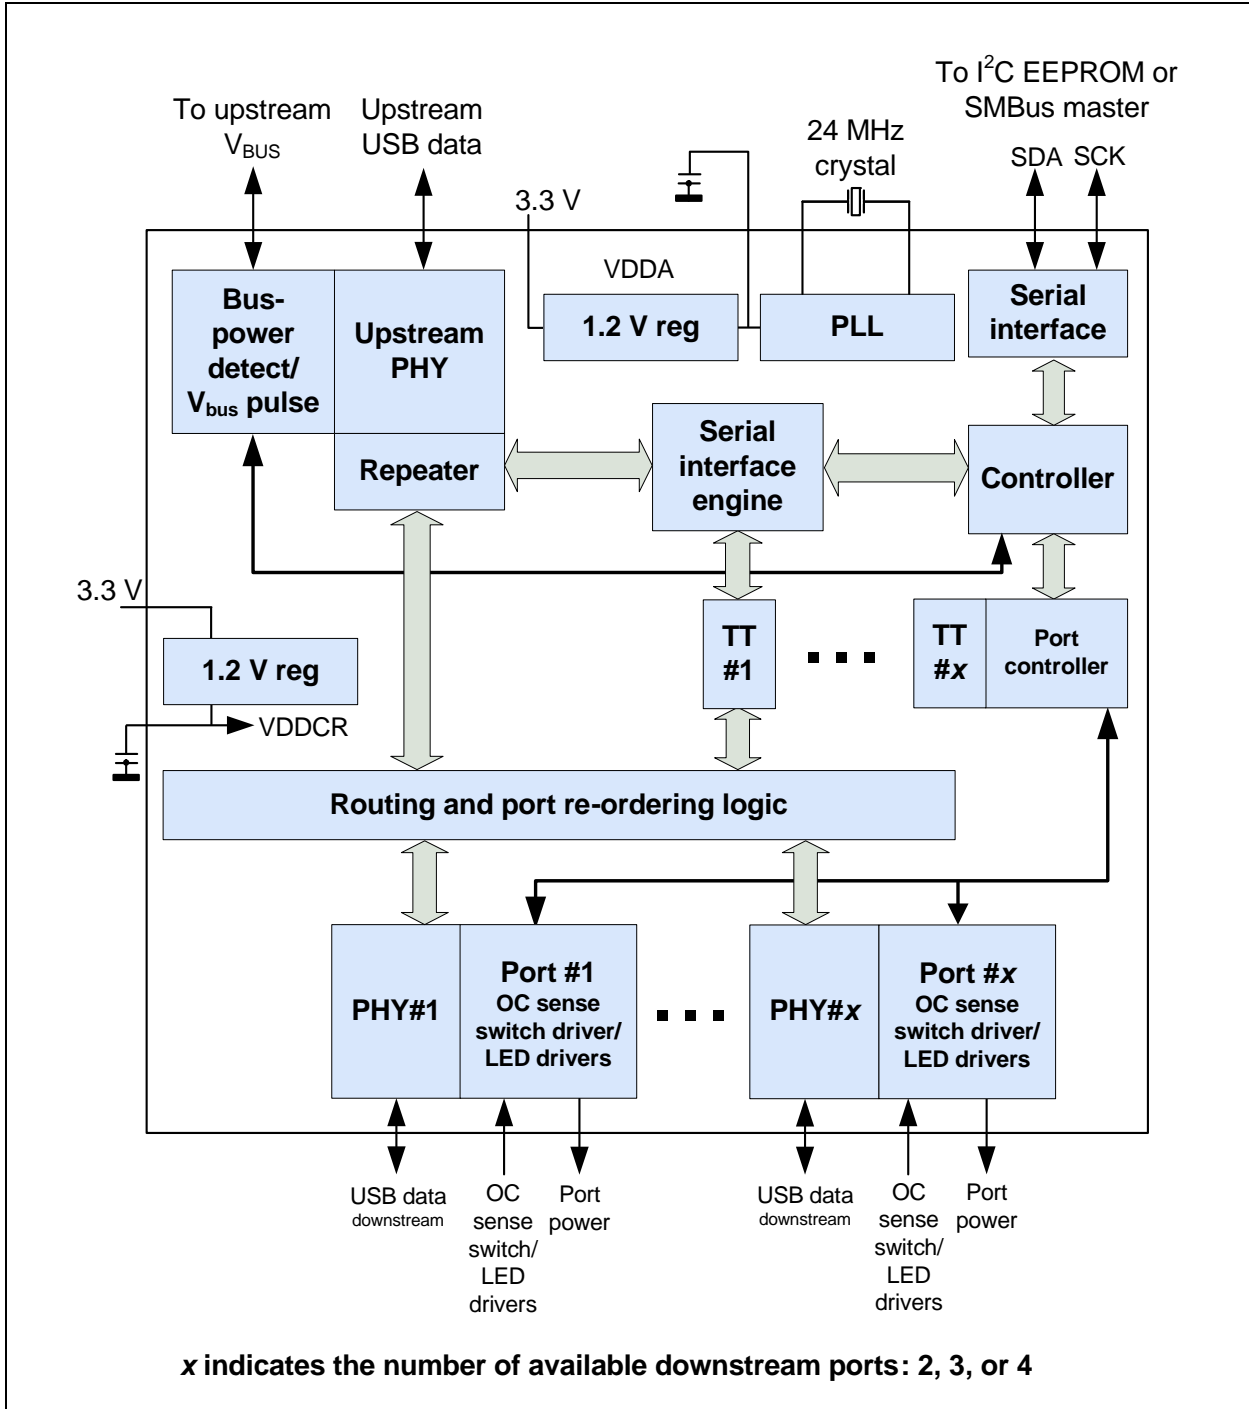 To I²C EEPROM or
SMBus master
To upstream
V_BUS
Upstream
USB data
24 MHz
crystal
SDA
SCK
3.3 V
VDDA
Bus-
power
detect/
V_bus pulse
Upstream
PHY
1.2 V reg
PLL
Serial
interface
Repeater
Serial
interface
engine
Controller
3.3 V
1.2 V reg
VDDCR
TT
#1
TT
#x
Port
controller
Routing and port re-ordering logic
PHY#1
Port #1
OC sense
switch driver/
LED drivers
PHY#x
Port #x
OC sense
switch driver/
LED drivers
USB data
downstream
OC
sense
switch/
LED
drivers
Port
power
USB data
downstream
OC
sense
switch/
LED
drivers
Port
power
x indicates the number of available downstream ports: 2, 3, or 4